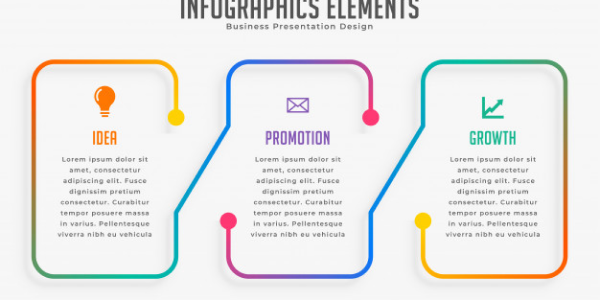 INFOGRAPHICS ELEMENTS
Business Presentation Design
IDEA
Lorem ipsum dolor sit
amet, consectetur
adipiscing elit. Fusce
dignissim pretium
consectetur. Curabitur
tempor posuere massa
in varius. Pellentesque
viverra nibh eu vehicula
PROMOTION
Lorem ipsum dolor sit
amet, consectetur
adipiscing elit. Fusce
dignissim pretium
consectetur. Curabitur
tempor posuere massa
in varius. Pellentesque
viverra nibh eu vehicula
GROWTH
Lorem ipsum dolor sit
amet, consectetur
adipiscing elit. Fusce
dignissim pretium
consectetur. Curabitur
tempor posuere massa
in varius. Pellentesque
viverra nibh eu vehicula